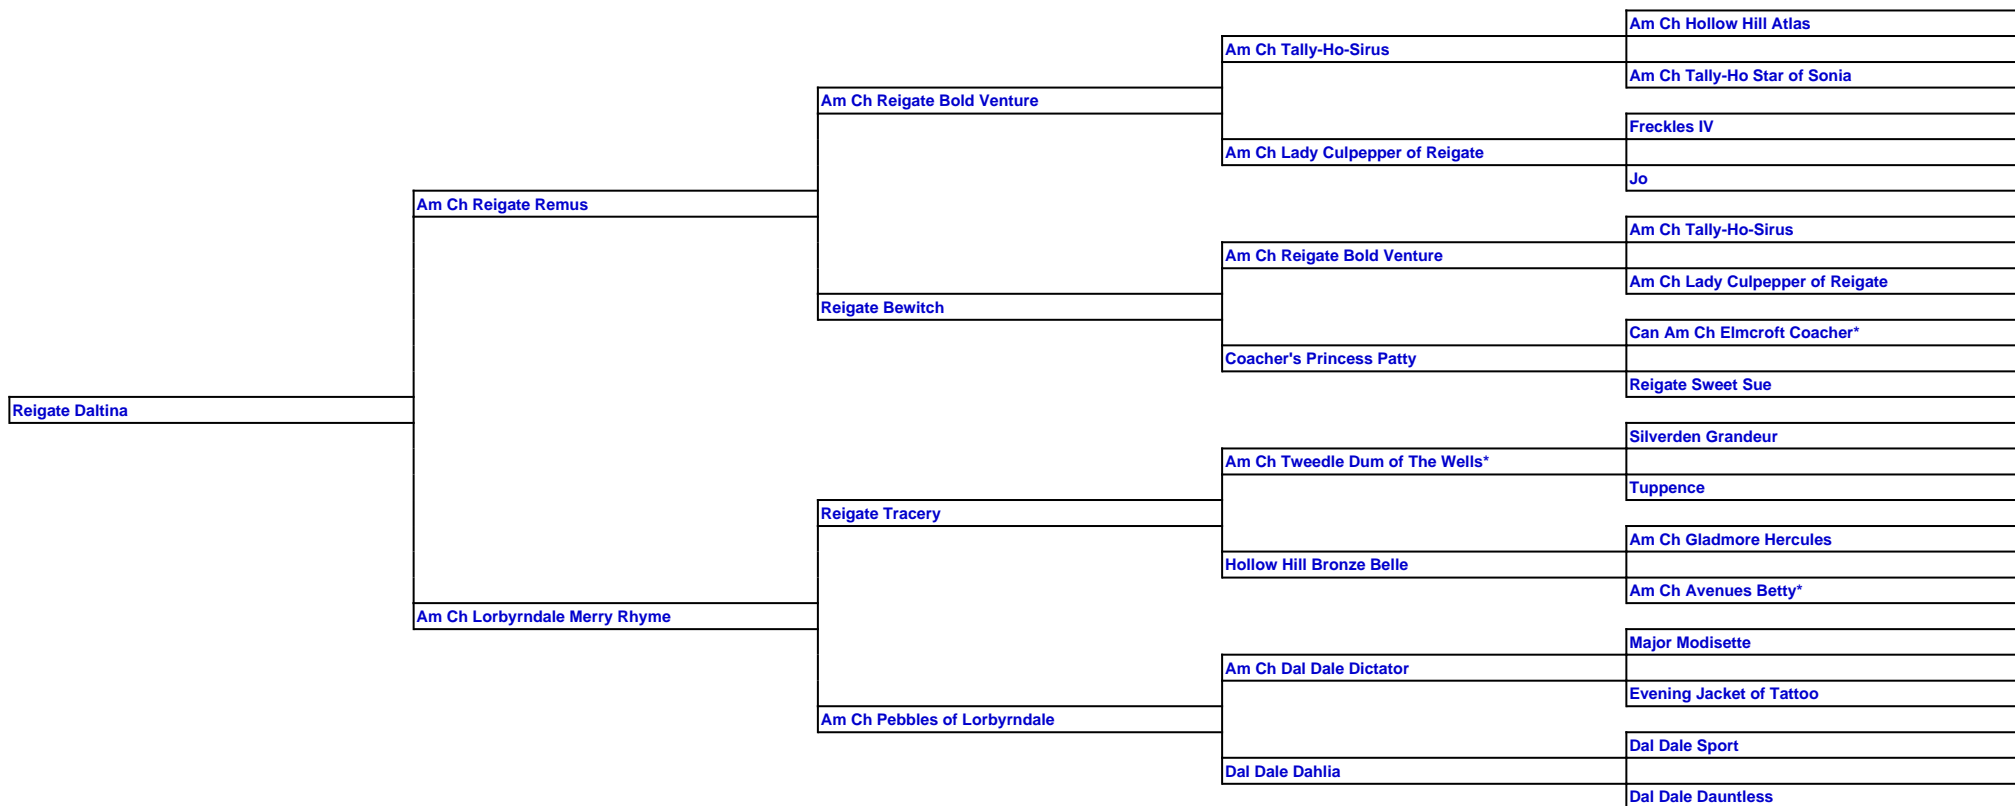 Am Ch Hollow Hill Atlas
Am Ch Tally-Ho-Sirus
Am Ch Tally-Ho Star of Sonia
Am Ch Reigate Bold Venture
Freckles IV
Am Ch Lady Culpepper of Reigate
Jo
Am Ch Reigate Remus
Am Ch Tally-Ho-Sirus
Am Ch Reigate Bold Venture
Am Ch Lady Culpepper of Reigate
Reigate Bewitch
Can Am Ch Elmcroft Coacher*
Coacher's Princess Patty
Reigate Sweet Sue
Reigate Daltina
Silverden Grandeur
Am Ch Tweedle Dum of The Wells*
Tuppence
Reigate Tracery
Am Ch Gladmore Hercules
Hollow Hill Bronze Belle
Am Ch Avenues Betty*
Am Ch Lorbyrndale Merry Rhyme
Major Modisette
Am Ch Dal Dale Dictator
Evening Jacket of Tattoo
Am Ch Pebbles of Lorbyrndale
Dal Dale Sport
Dal Dale Dahlia
Dal Dale Dauntless